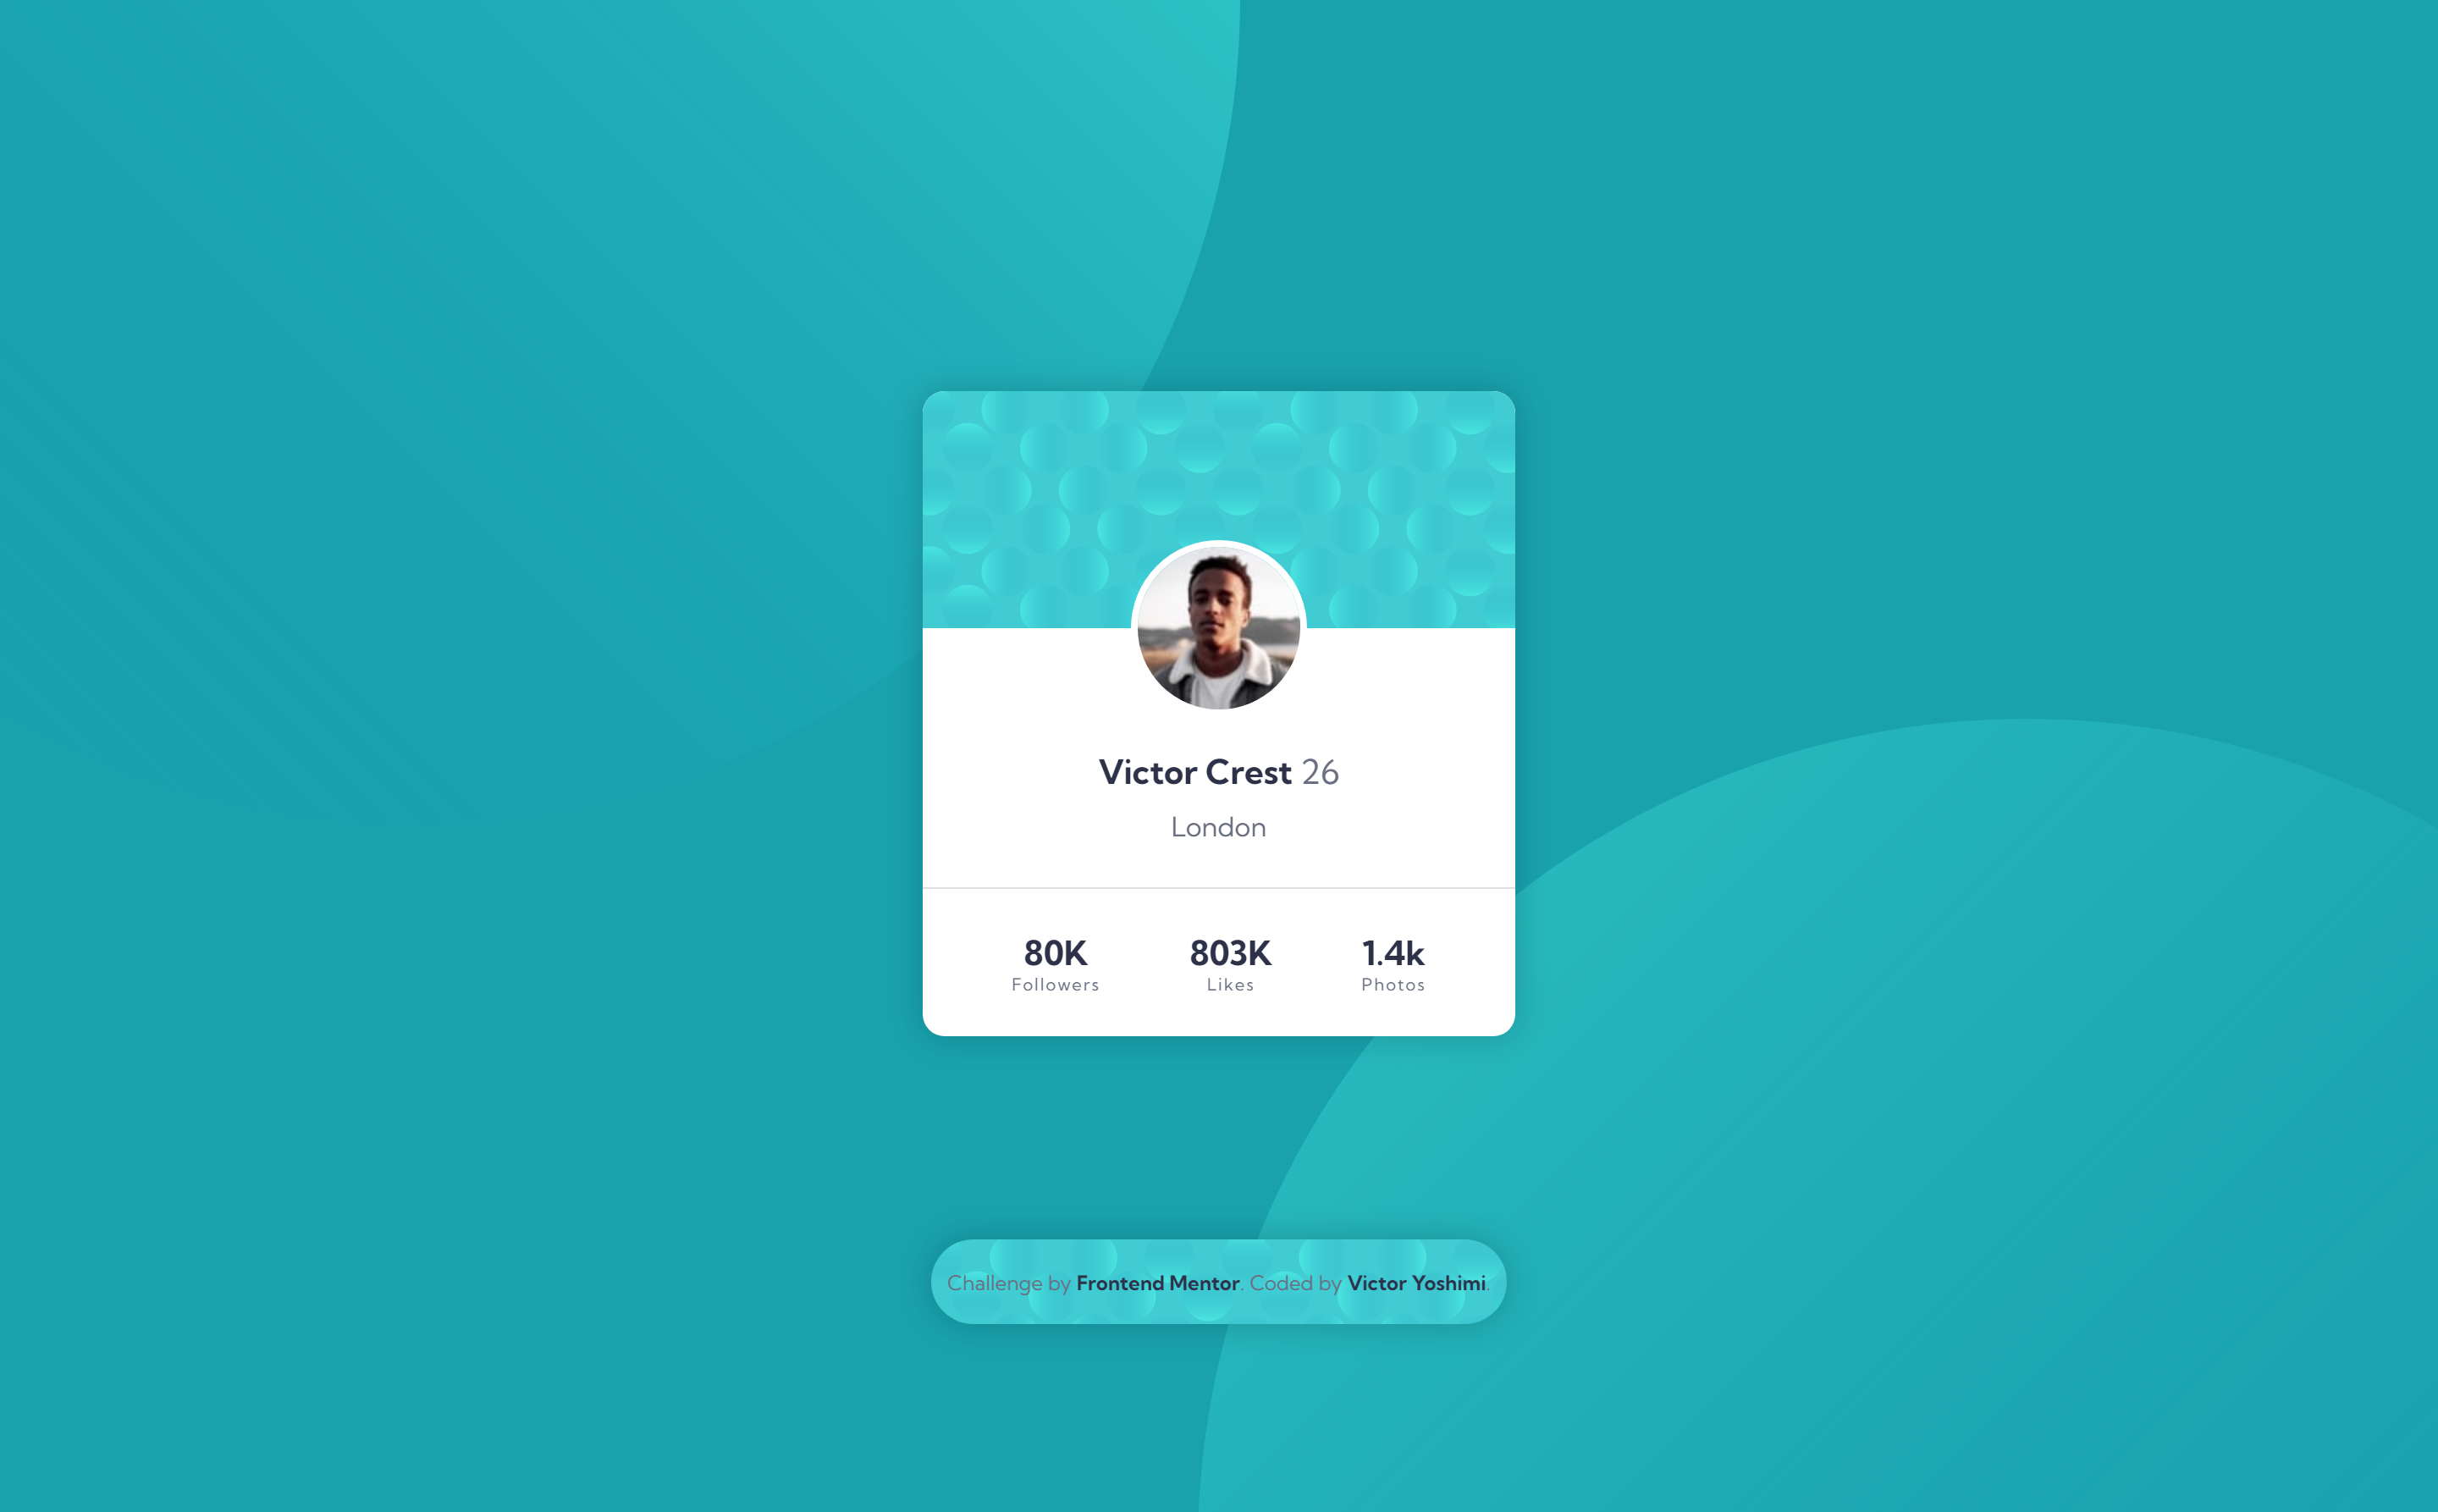 Victor Crest 26
London
80K 803K 1.4k
Followers Likes Photos
Challenge by Frontend Mentor. Coded by Victor Yoshimi.